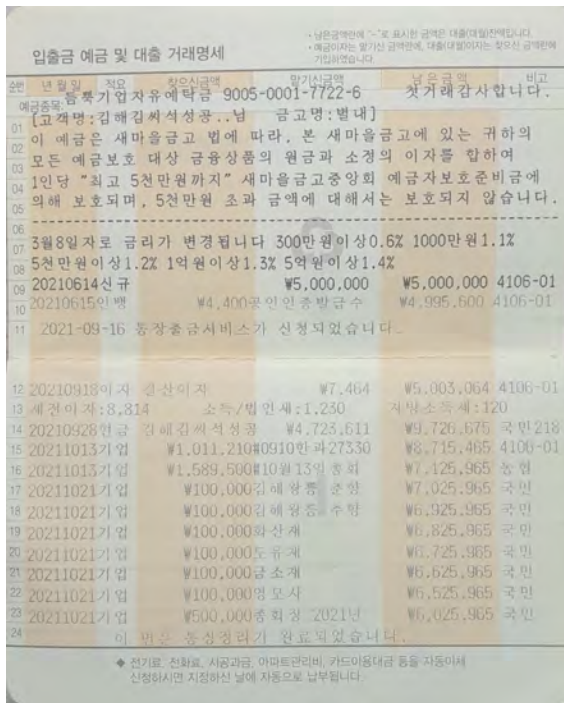 입출금 예금 및 대출 거래명세
• 남은금액란에 "-"로 표시한 금액은 대출(대월)잔액입니다.
• 예금이자는 맡기신 금액란에, 대출(대월)이자는 찾으신 금액란에
기입하였습니다.
순번 년월일 적요 찾으신금액 맡기신금액 남은금액 비고
예금종목: 듬뿍기업자유예탁금 9005-0001-7722-6 첫거래감사합니다.
01 [고객명:김해김씨석성공..님 금고명:별내]
02 이 예금은 새마을금고 법에 따라, 본 새마을금고에 있는 귀하의
03 모든 예금보호 대상 금융상품의 원금과 소정의 이자를 합하여
04 1인당 "최고 5천만원까지" 새마을금고중앙회 예금자보호준비금에
05 의해 보호되며, 5천만원 초과 금액에 대해서는 보호되지 않습니다.
06
07 3월8일자로 금리가 변경됩니다 300만원이상0.6% 1000만원1.1%
08 5천만원이상1.2% 1억원이상1.3% 5억원이상1.4%
09 20210614신규 ₩5,000,000 ₩5,000,000 4106-01
10 20210615인뱅 ₩4,400공인인증발급수 ₩4,995,600 4106-01
11 2021-09-16 통장출금서비스가 신청되었습니다.
12 20210918이자 결산이자 ₩7,464 ₩5,003,064 4106-01
13 세전이자:8,814 소득/법인세:1,230 지방소득세:120
14 20210928현금 김해김씨석성공 ₩4,723,611 ₩9,726,675 국민218
15 20211013기업 ₩1,011,210 ₩8,715,465 4106-01
16 20211013기업 ₩1,589,500#10월13일총회 ₩7,125,965 농협
17 20211021기업 ₩100,000김해왕릉 춘향 ₩7,025,965 국민
18 20211021기업 ₩100,000김해왕릉 추향 ₩6,925,965 국민
19 20211021기업 ₩100,000화산재 ₩6,825,965 국민
20 20211021기업 ₩100,000도유재 ₩6,725,965 국민
21 20211021기업 ₩100,000금소재 ₩6,625,965 국민
22 20211021기업 ₩100,000영모사 ₩6,525,965 국민
23 20211021기업 ₩500,000종회장 2021년 ₩6,025,965 국민
24 이 면은 통장정리가 완료되었습니다.
◆ 전기료, 전화료, 시공과금, 아파트관리비, 카드이용대금 등을 자동이체
신청하시면 지정하신 날에 자동으로 납부됩니다.